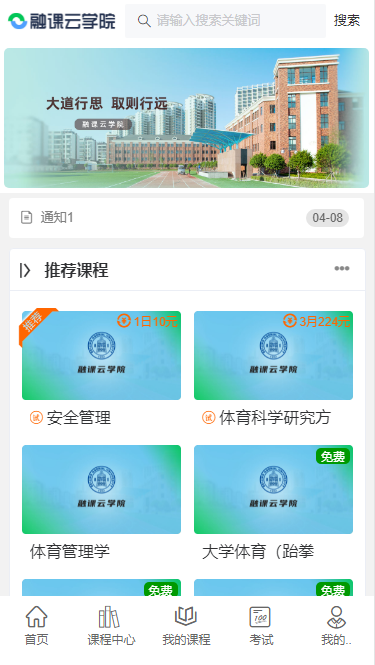 融课云学院 请输入搜索关键词 搜索
大道行思 取则行远
融课云学院
通知1 04-08
推荐课程
推荐 1日10元 3月224元
融课云学院 融课云学院
试 安全管理 试 体育科学研究方
免费
融课云学院 融课云学院
体育管理学 大学体育（跆拳
免费 免费
100
首页 课程中心 我的课程 考试 我的..